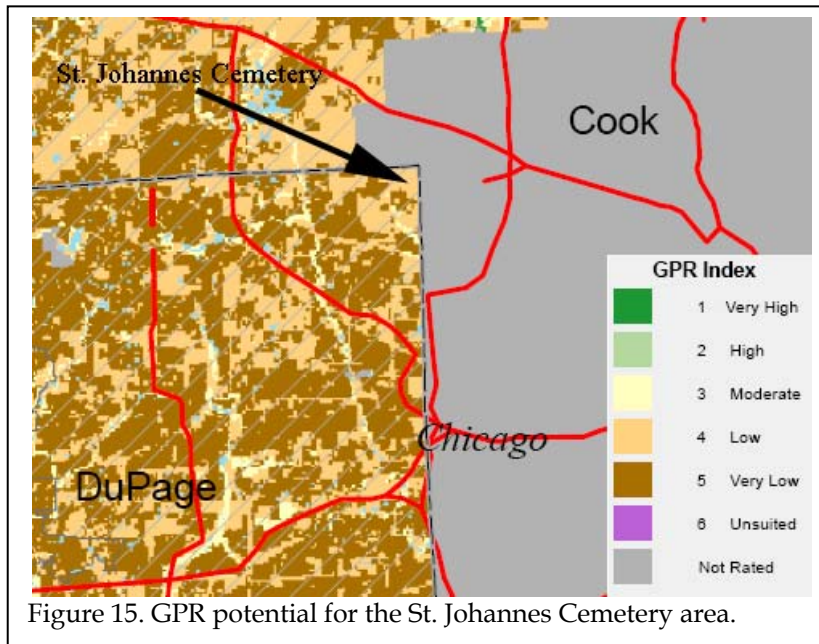 St. Johannes Cemetery
Cook
GPR Index
1 Very High
2 High
3 Moderate
4 Low
5 Very Low
6 Unsuited
Not Rated
Chicago
DuPage
Figure 15. GPR potential for the St. Johannes Cemetery area.